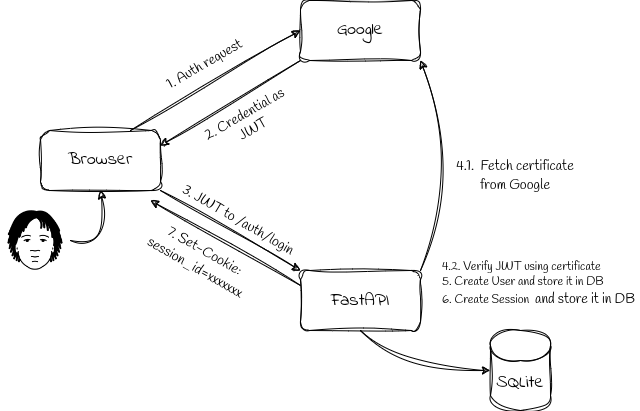 Google
1. Auth request
2. Credential as
JWT
Browser
4.1. Fetch certificate
from Google
3. JWT to /auth/login
7. Set-Cookie:
session_id=xxxxxxx
FastAPI
4.2. Verify JWT using certificate
5. Create User and store it in DB
6. Create Session and store it in DB
SQLite